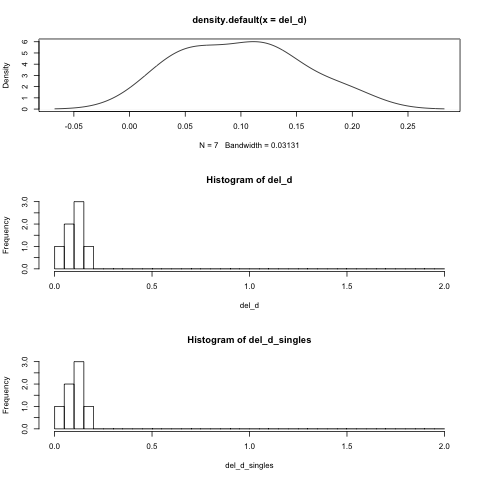 density.default(x = del_d)
Density
0 1 2 3 4 5 6
-0.05 0.00 0.05 0.10 0.15 0.20 0.25
N = 7 Bandwidth = 0.03131
Histogram of del_d
Frequency
0.0 1.0 2.0 3.0
0.0 0.5 1.0 1.5 2.0
del_d
Histogram of del_d_singles
Frequency
0.0 1.0 2.0 3.0
0.0 0.5 1.0 1.5 2.0
del_d_singles